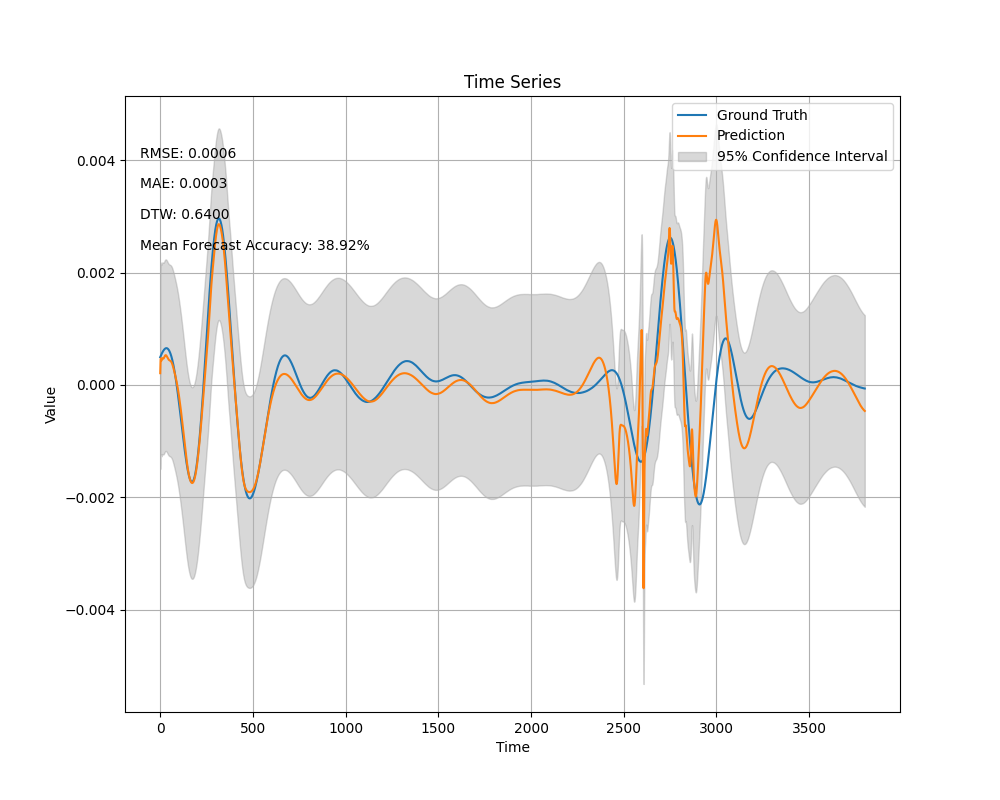 Time Series
Ground Truth
Prediction
95% Confidence Interval
RMSE: 0.0006
MAE: 0.0003
DTW: 0.6400
Mean Forecast Accuracy: 38.92%
Value
0.004
0.002
0.000
−0.002
−0.004
0 500 1000 1500 2000 2500 3000 3500
Time